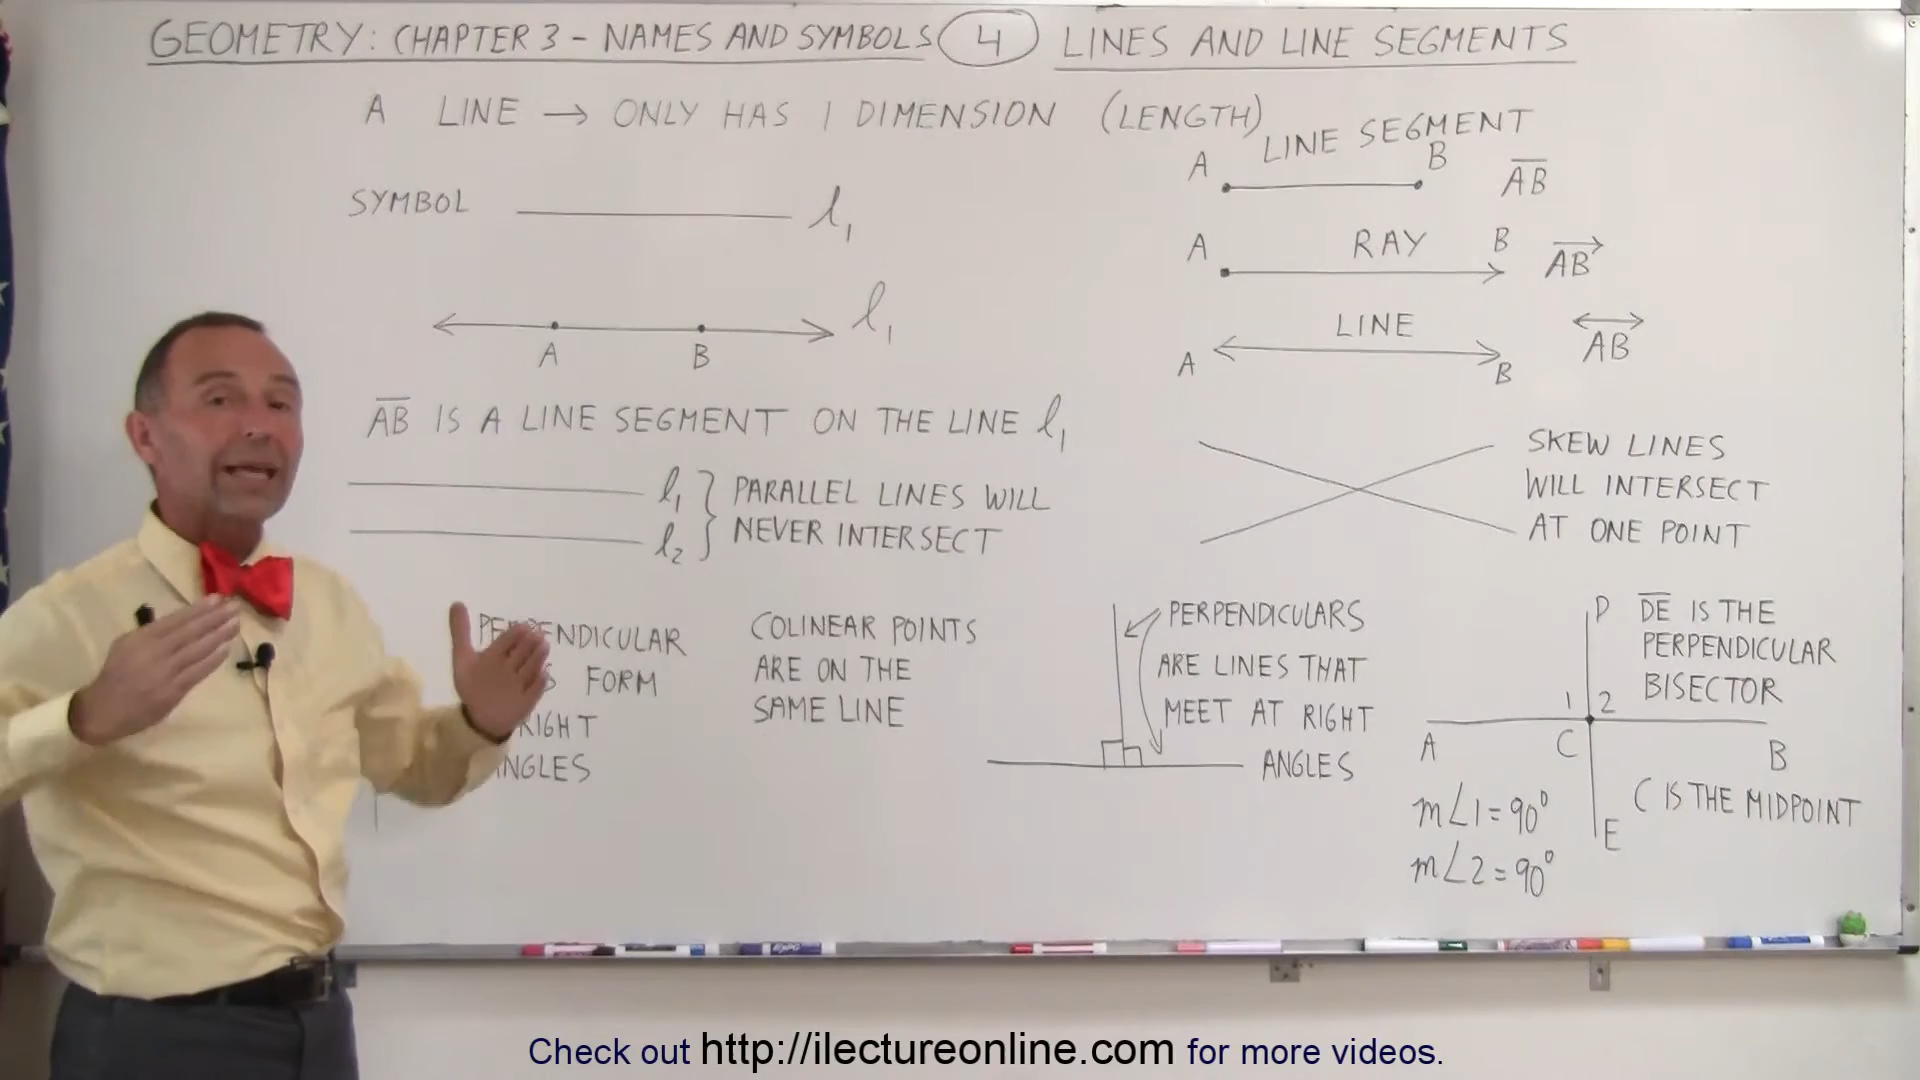 GEOMETRY: CHAPTER 3 - NAMES AND SYMBOLS 4 LINES AND LINE SEGMENTS
A LINE → ONLY HAS 1 DIMENSION (LENGTH)
SYMBOL l₁
A B l₁
A̅B̅ IS A LINE SEGMENT ON THE LINE l₁
l₁ } PARALLEL LINES WILL
l₂ NEVER INTERSECT
PERPENDICULAR
FORM
RIGHT
ANGLES
COLINEAR POINTS
ARE ON THE
SAME LINE
LINE SEGMENT
A B A̅B̅
A RAY B AB→
LINE
A B AB↔
SKEW LINES
WILL INTERSECT
AT ONE POINT
PERPENDICULARS
ARE LINES THAT
MEET AT RIGHT
ANGLES
D D̅E̅ IS THE
PERPENDICULAR
1 2 BISECTOR
A C B
m∠1 = 90° C IS THE MIDPOINT
E
m∠2 = 90°
Check out http://ilectureonline.com for more videos.